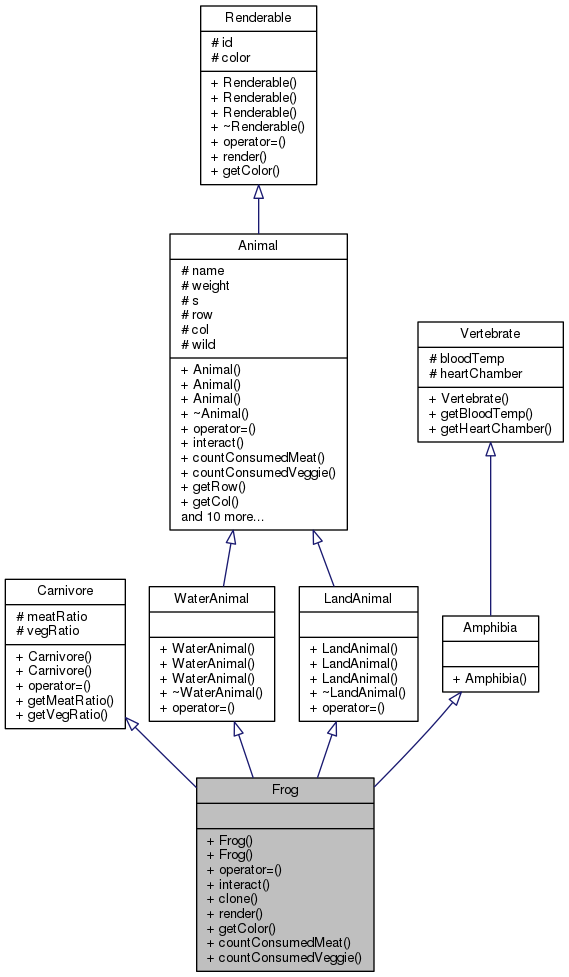 Renderable
# id
# color
+ Renderable()
+ Renderable()
+ Renderable()
+ ~Renderable()
+ operator=()
+ render()
+ getColor()
Animal
# name
# weight
# s
# row
# col
# wild
+ Animal()
+ Animal()
+ Animal()
+ ~Animal()
+ operator=()
+ interact()
+ countConsumedMeat()
+ countConsumedVeggie()
+ getRow()
+ getCol()
and 10 more...
Vertebrate
# bloodTemp
# heartChamber
+ Vertebrate()
+ getBloodTemp()
+ getHeartChamber()
Carnivore
# meatRatio
# vegRatio
+ Carnivore()
+ Carnivore()
+ operator=()
+ getMeatRatio()
+ getVegRatio()
WaterAnimal
+ WaterAnimal()
+ WaterAnimal()
+ WaterAnimal()
+ ~WaterAnimal()
+ operator=()
LandAnimal
+ LandAnimal()
+ LandAnimal()
+ LandAnimal()
+ ~LandAnimal()
+ operator=()
Amphibia
+ Amphibia()
Frog
+ Frog()
+ Frog()
+ operator=()
+ interact()
+ clone()
+ render()
+ getColor()
+ countConsumedMeat()
+ countConsumedVeggie()